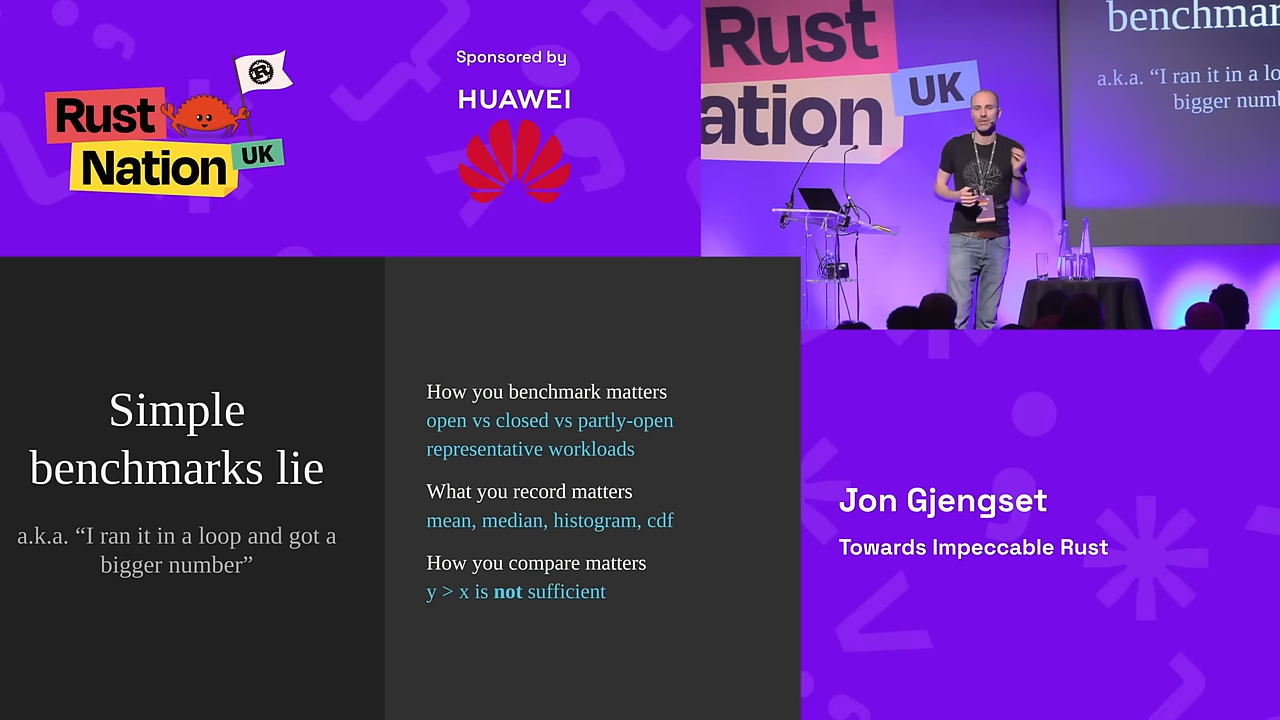 Rust
Nation
UK
Sponsored by
HUAWEI
Rust
ation
UK
benchmar
a.k.a. “I ran it in a lo
bigger numb
Simple
benchmarks lie
a.k.a. “I ran it in a loop and got a
bigger number”
How you benchmark matters
open vs closed vs partly-open
representative workloads
What you record matters
mean, median, histogram, cdf
How you compare matters
y > x is not sufficient
Jon Gjengset
Towards Impeccable Rust